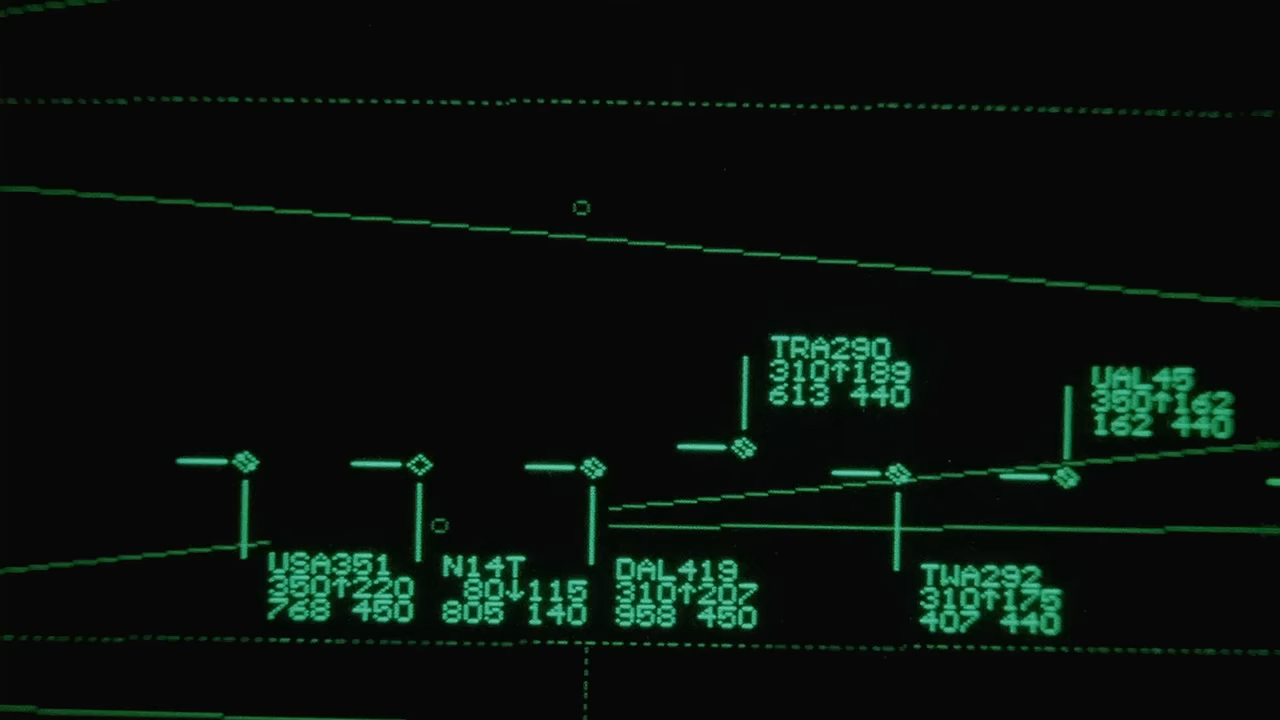 TRA290
310↑189
613 440
UAL45
350↑162
162 440
USA351
350↑220
768 450
N14T
80↓115
805 140
DAL419
310↑207
958 450
TWA292
310↑175
407 440